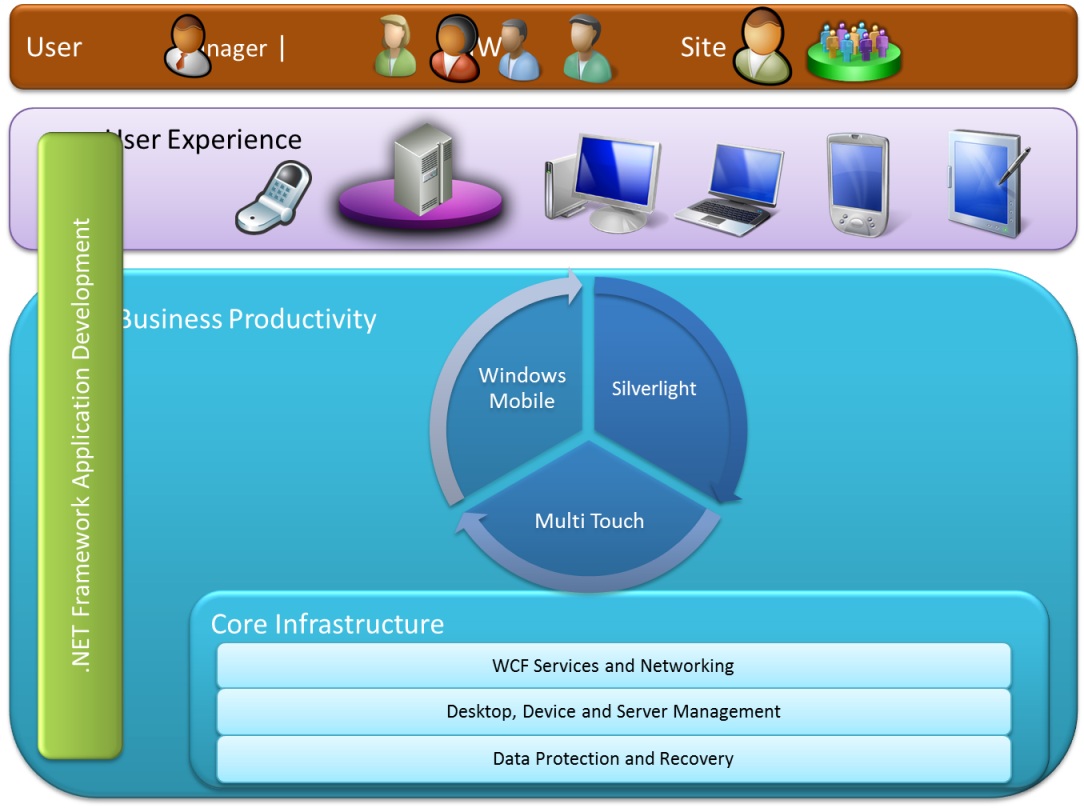 User
nager |
W
Site
User Experience
.NET Framework Application Development
Business Productivity
Windows
Mobile
Silverlight
Multi Touch
Core Infrastructure
WCF Services and Networking
Desktop, Device and Server Management
Data Protection and Recovery